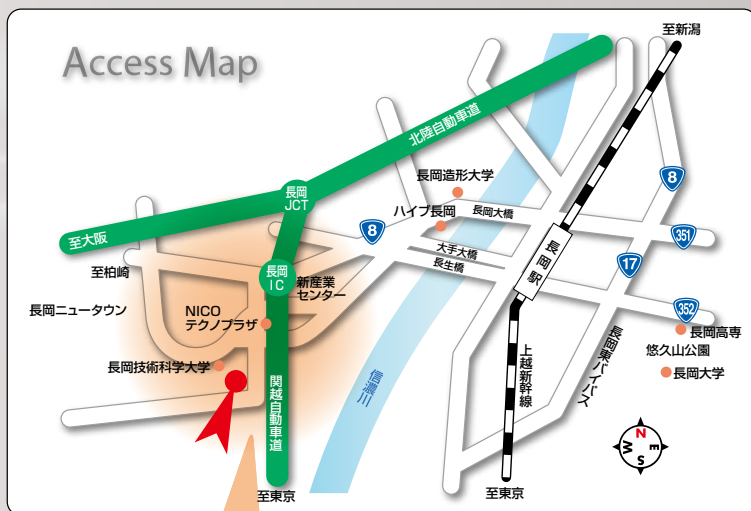 Access Map
至新潟
北陸自動車道
長岡造形大学
8
長岡
JCT
ハイブ長岡
長岡大橋
8
351
至大阪
大手大橋
長岡駅
至柏崎
長岡
IC
新産業
センター
長生橋
17
長岡ニュータウン
NICO
テクノプラザ
352
長岡高専
悠久山公園
長岡技術科学大学
長岡大学
関越自動車道
信濃川
上越新幹線
長岡東バイパス
N
W
E
S
至東京
至東京